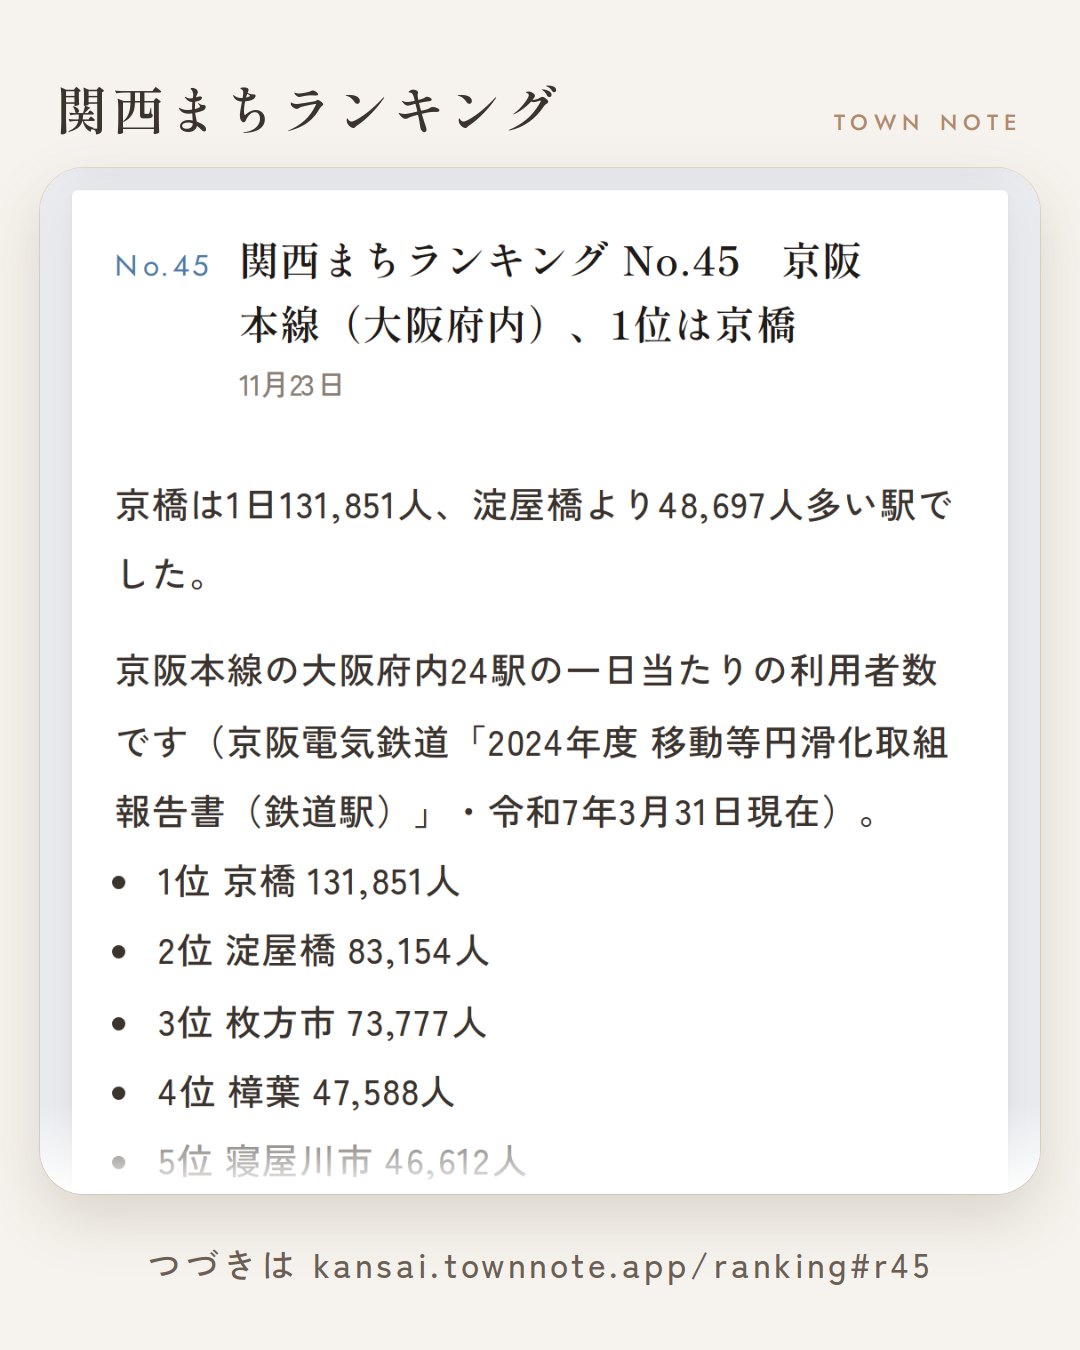 関西まちランキング
TOWN NOTE
No.45 関西まちランキング No.45　京阪
本線（大阪府内）、1位は京橋
11月23日
京橋は1日131,851人、淀屋橋より48,697人多い駅で
した。
京阪本線の大阪府内24駅の一日当たりの利用者数
です（京阪電気鉄道「2024年度 移動等円滑化取組
報告書（鉄道駅）」・令和7年3月31日現在）。
• 1位 京橋 131,851人
• 2位 淀屋橋 83,154人
• 3位 枚方市 73,777人
• 4位 樟葉 47,588人
• 5位 寝屋川市 46,612人
つづきは kansai.townnote.app/ranking#r45